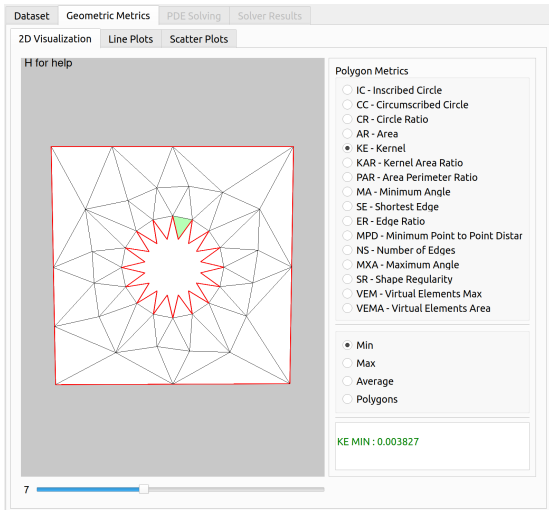 Dataset Geometric Metrics PDE Solving Solver Results
2D Visualization Line Plots Scatter Plots
H for help
Polygon Metrics
IC - Inscribed Circle
CC - Circumscribed Circle
CR - Circle Ratio
AR - Area
KE - Kernel
KAR - Kernel Area Ratio
PAR - Area Perimeter Ratio
MA - Minimum Angle
SE - Shortest Edge
ER - Edge Ratio
MPD - Minimum Point to Point Distar
NS - Number of Edges
MXA - Maximum Angle
SR - Shape Regularity
VEM - Virtual Elements Max
VEMA - Virtual Elements Area
Min
Max
Average
Polygons
KE MIN : 0.003827
7